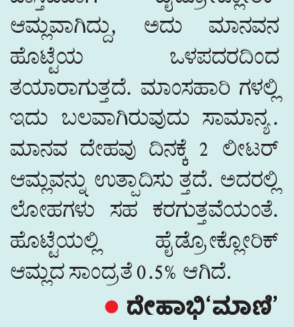 ಹೈಡ್ರೋಕ್ಲೋರಿಕ್
ಆಮ್ಲವಾಗಿದ್ದು, ಅದು ಮಾನವನ
ಹೊಟ್ಟೆಯ ಒಳಪದರದಿಂದ
ತಯಾರಾಗುತ್ತದೆ. ಮಾಂಸಹಾರಿ ಗಳಲ್ಲಿ
ಇದು ಬಲವಾಗಿರುವುದು ಸಾಮಾನ್ಯ.
ಮಾನವ ದೇಹವು ದಿನಕ್ಕೆ 2 ಲೀಟರ್
ಆಮ್ಲವನ್ನು ಉತ್ಪಾದಿಸು ತ್ತದೆ. ಅದರಲ್ಲಿ
ಲೋಹಗಳು ಸಹ ಕರಗುತ್ತವೆಯಂತೆ.
ಹೊಟ್ಟೆಯಲ್ಲಿ ಹೈಡ್ರೋಕ್ಲೋರಿಕ್
ಆಮ್ಲದ ಸಾಂದ್ರತೆ 0.5% ಆಗಿದೆ.
● ದೇಹಾಭಿ‘ಮಾಣಿ’